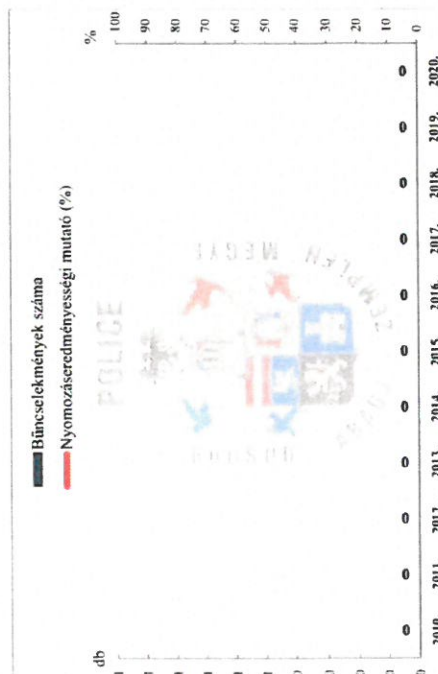 Bűncselekmények száma
Nyomozáseredményességi mutató (%)
db
%
100
90
80
70
60
50
40
30
20
10
0
0 0 0 0 0 0 0 0 0 0 0
2010. 2011. 2012. 2013. 2014. 2015. 2016. 2017. 2018. 2019. 2020.
POLICE
MEGYE
ZEMPLÉN
ABAÚJ
BORSOD